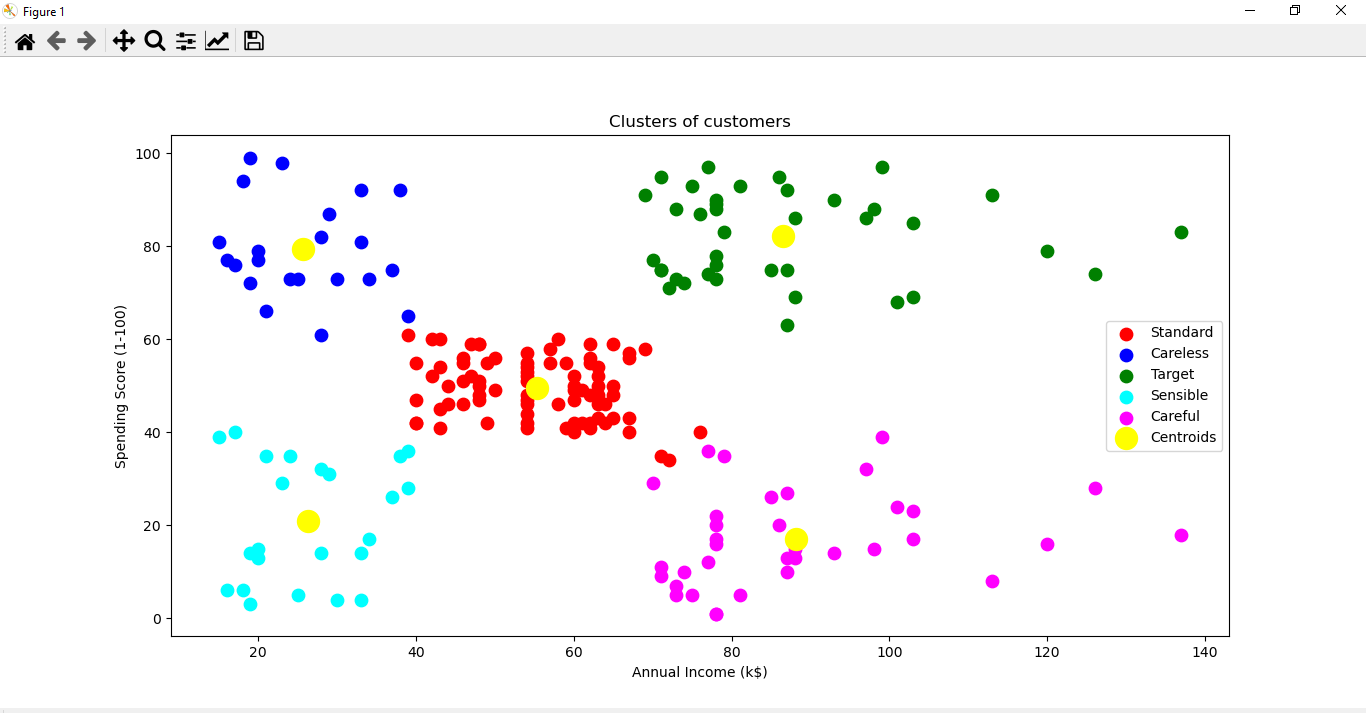 Figure 1
Clusters of customers
100
80
60
40
20
0
Spending Score (1-100)
Standard
Careless
Target
Sensible
Careful
Centroids
20 40 60 80 100 120 140
Annual Income (k$)